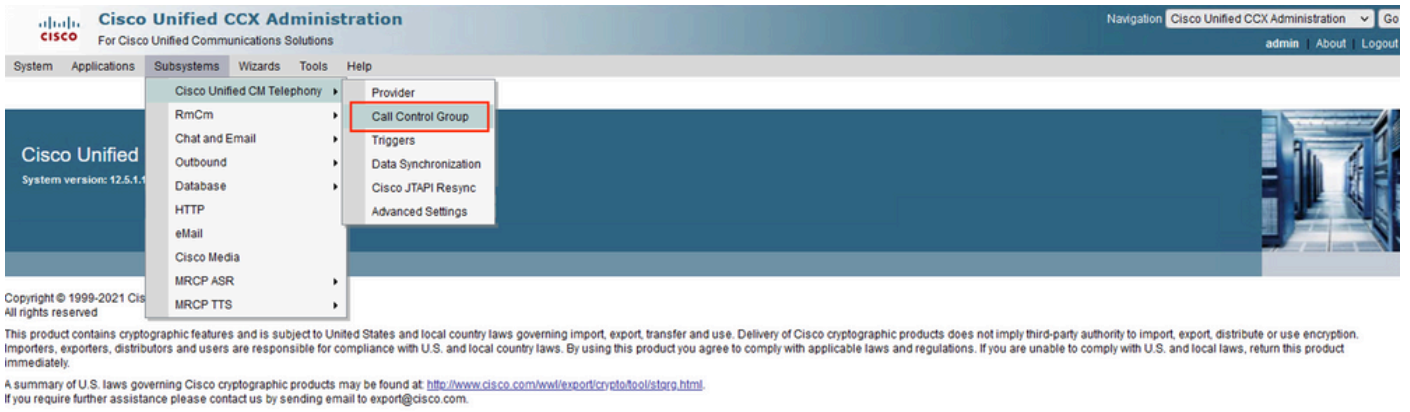 Cisco Unified CCX Administration
For Cisco Unified Communications Solutions
CISCO
Navigation Cisco Unified CCX Administration Go
admin | About | Logout
System Applications Subsystems Wizards Tools Help
Cisco Unified CM Telephony
RmCm
Chat and Email
Outbound
Database
HTTP
eMail
Cisco Media
MRCP ASR
MRCP TTS
Provider
Call Control Group
Triggers
Data Synchronization
Cisco JTAPI Resync
Advanced Settings
Cisco Unified
System version: 12.5.1.1
Copyright © 1999-2021 Cis
All rights reserved
This product contains cryptographic features and is subject to United States and local country laws governing import, export, transfer and use. Delivery of Cisco cryptographic products does not imply third-party authority to import, export, distribute or use encryption.
Importers, exporters, distributors and users are responsible for compliance with U.S. and local country laws. By using this product you agree to comply with applicable laws and regulations. If you are unable to comply with U.S. and local laws, return this product
immediately.
A summary of U.S. laws governing Cisco cryptographic products may be found at: http://www.cisco.com/wwl/export/crypto/tool/stqrg.html.
If you require further assistance please contact us by sending email to export@cisco.com.